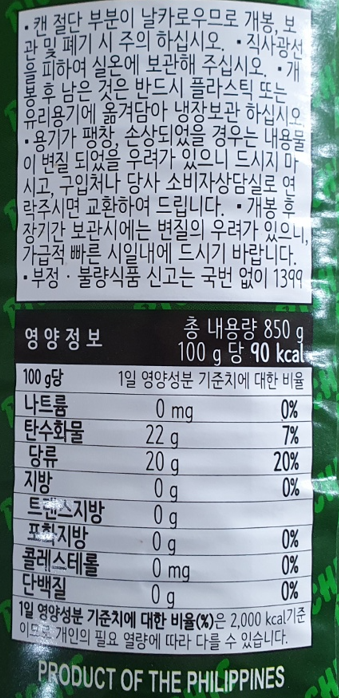 ▪캔 절단 부분이 날카로우므로 개봉, 보
관 및 폐기 시 주의 하십시오. ▪직사광선
을 피하여 실온에 보관해 주십시오. ▪개
봉 후 남은 것은 반드시 플라스틱 또는
유리용기에 옮겨담아 냉장보관 하십시오.
▪용기가 팽창, 손상되었을 경우는 내용물
이 변질 되었을 우려가 있으니 드시지 마
시고, 구입처나 당사 소비자상담실로 연
락주시면 교환하여 드립니다. ▪개봉 후
장기간 보관시에는 변질의 우려가 있으니,
가급적 빠른 시일내에 드시기 바랍니다.
▪부정 · 불량식품 신고는 국번 없이 1399
영양정보 총 내용량 850 g
100 g 당 90 kcal
100 g당 1일 영양성분 기준치에 대한 비율
나트륨 0 mg 0%
탄수화물 22 g 7%
당류 20 g 20%
지방 0 g 0%
트랜스지방 0 g
포화지방 0 g 0%
콜레스테롤 0 mg 0%
단백질 0 g 0%
1일 영양성분 기준치에 대한 비율(%)은 2,000 kcal기준
이므로 개인의 필요 열량에 따라 다를 수 있습니다.
PRODUCT OF THE PHILIPPINES